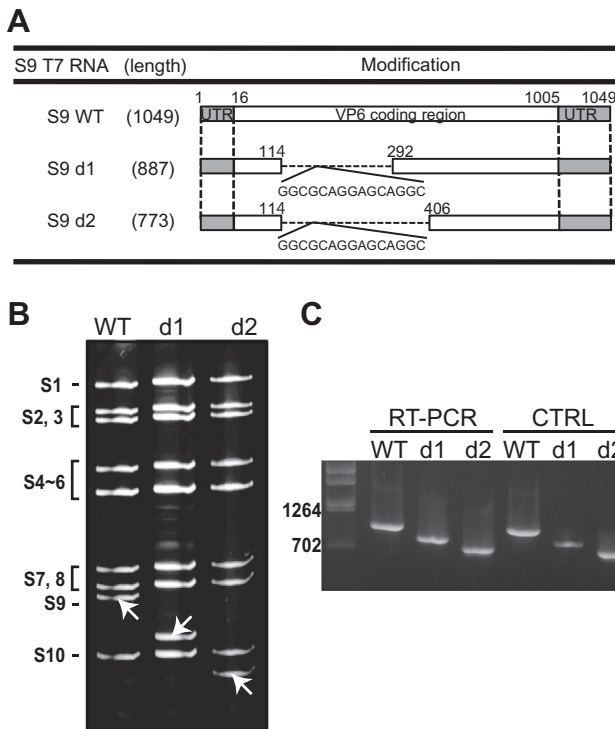 A
S9 T7 RNA (length) Modification
1 16 1005 1049
S9 WT (1049) UTR VP6 coding region UTR
114 292
S9 d1 (887)
GGCGCAGGAGCAGGC
114 406
S9 d2 (773)
GGCGCAGGAGCAGGC
B
WT d1 d2
S1 -
S2, 3
S4~6
S7, 8
S9 -
S10 -
C
RT-PCR CTRL
WT d1 d2 WT d1 d2
1264
702